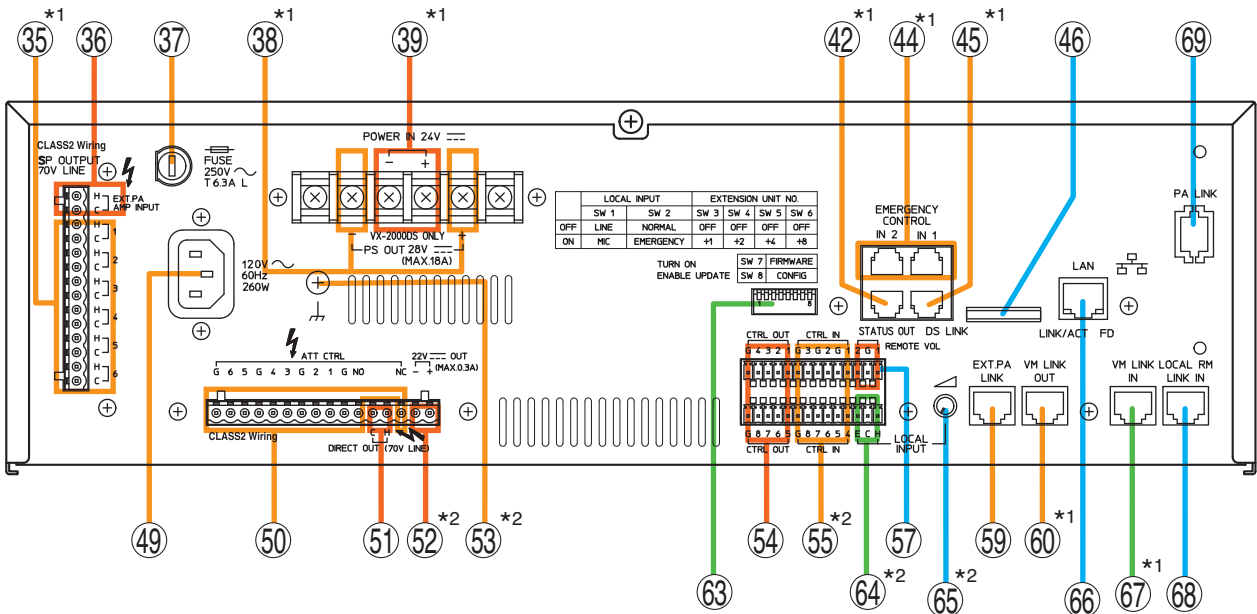 *1 *1 *1 *1 *1 *1
35 36 37 38 39 42 44 45 46 69
CLASS2 Wiring
SP OUTPUT
70V LINE
H
C
EXT.PA
AMP INPUT
H
C
1
2
H
C
3
4
5
H
C
6
FUSE
250V
T6.3A L
POWER IN 24V
− +
− VX-2000DS ONLY +
PS OUT 28V
(MAX.18A)
120V
60Hz
260W
LOCAL INPUT EXTENSION UNIT NO.
SW 1 SW 2 SW 3 SW 4 SW 5 SW 6
OFF LINE NORMAL OFF OFF OFF OFF
ON MIC EMERGENCY +1 +2 +4 +8
TURN ON
ENABLE UPDATE
SW 7 FIRMWARE
SW 8 CONFIG
1 8
EMERGENCY
CONTROL
IN 2 IN 1
STATUS OUT DS LINK
PA LINK
LAN
LINK/ACT FD
ATT CTRL
G 6 5 G 4 3 G 2 1 G NO NC
22V OUT
− + (MAX.0.3A)
CLASS2 Wiring
C H
DIRECT OUT (70V LINE)
CTRL OUT CTRL IN REMOTE VOL
G 4 3 2 1 G 3 G 2 G 1 2 G 1
G 8 7 6 5 G 8 7 6 5 4 E C H
CTRL OUT CTRL IN LOCAL
INPUT
EXT.PA
LINK
VM LINK
OUT
VM LINK
IN
LOCAL RM
LINK IN
49 50 51 52 *2 53 *2 54 55 *2 57 59 60 *1
63 64 *2 65 *2 66 67 *1 68